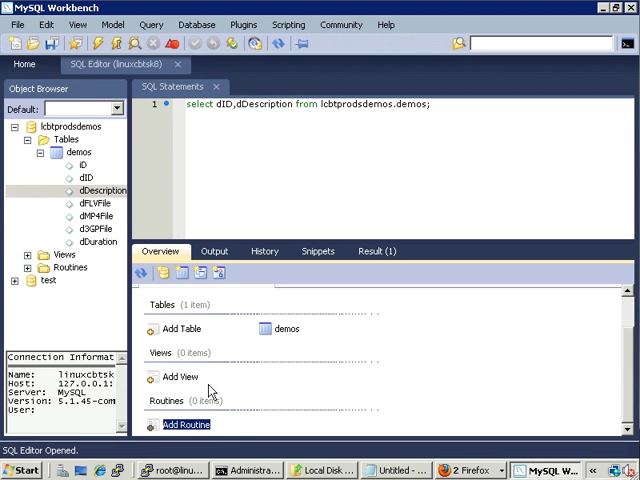 MySQL Workbench
File Edit View Model Query Database Plugins Scripting Community Help
Home SQL Editor (linuxcbtsk8)
Object Browser
Default:
lcbtprodsdemos
Tables
demos
iD
dID
dDescription
dFLVFile
dMP4File
d3GPFile
dDuration
Views
Routines
test
Connection Informat
Name: linuxcbtsk
Host: 127.0.0.1:
Server: MySQL
Version: 5.1.45-com
User:
SQL Statements
1 select dID,dDescription from lcbtprodsdemos.demos;
Overview Output History Snippets Result (1)
Tables (1 item)
Add Table demos
Views (0 items)
Add View
Routines (0 items)
Add Routine
SQL Editor Opened.
Start root@linu... Administra... Local Disk ... Untitled - ... 2 Firefox MySQL W... «